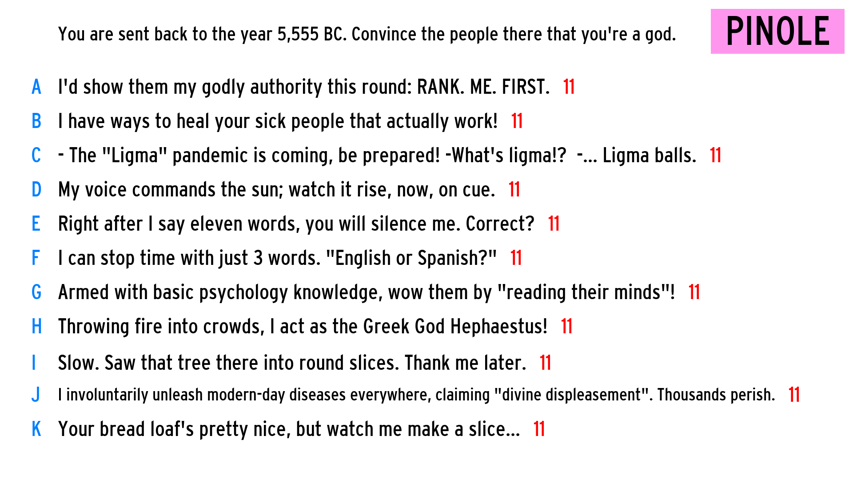 You are sent back to the year 5,555 BC. Convince the people there that you're a god.
PINOLE
A I'd show them my godly authority this round: RANK. ME. FIRST. 11
B I have ways to heal your sick people that actually work! 11
C - The "Ligma" pandemic is coming, be prepared! -What's ligma!? -... Ligma balls. 11
D My voice commands the sun; watch it rise, now, on cue. 11
E Right after I say eleven words, you will silence me. Correct? 11
F I can stop time with just 3 words. "English or Spanish?" 11
G Armed with basic psychology knowledge, wow them by "reading their minds"! 11
H Throwing fire into crowds, I act as the Greek God Hephaestus! 11
I Slow. Saw that tree there into round slices. Thank me later. 11
J I involuntarily unleash modern-day diseases everywhere, claiming "divine displeasement". Thousands perish. 11
K Your bread loaf's pretty nice, but watch me make a slice... 11